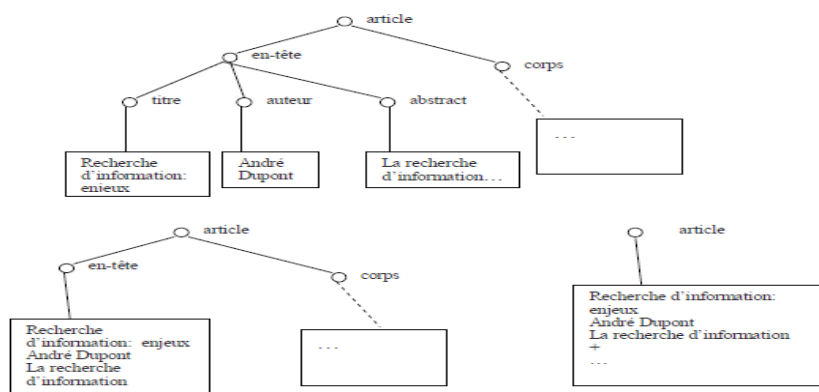 article
en-tête
corps
titre
auteur
abstract
Recherche
d'information:
enjeux
André
Dupont
La recherche
d'information…
...
article
en-tête
corps
Recherche
d'information: enjeux
André Dupont
La recherche
d'information
...
article
Recherche d'information:
enjeux
André Dupont
La recherche d'information
+
...